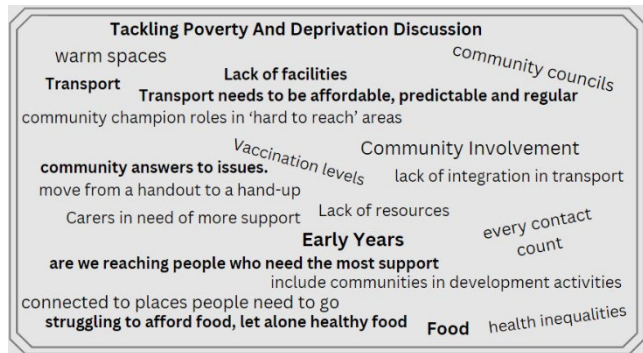 Tackling Poverty And Deprivation Discussion
warm spaces
community councils
Transport
Lack of facilities
Transport needs to be affordable, predictable and regular
community champion roles in ‘hard to reach’ areas
Vaccination levels
Community Involvement
community answers to issues.
lack of integration in transport
move from a handout to a hand-up
Carers in need of more support
Lack of resources
every contact
count
Early Years
are we reaching people who need the most support
include communities in development activities
connected to places people need to go
struggling to afford food, let alone healthy food
Food
health inequalities